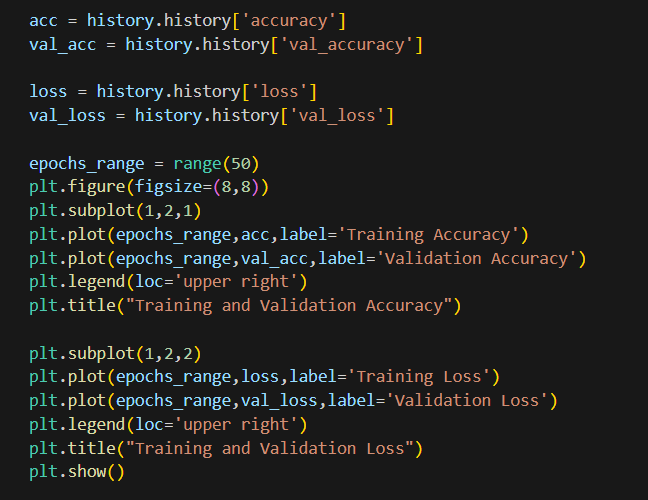 acc = history.history['accuracy']
val_acc = history.history['val_accuracy']
loss = history.history['loss']
val_loss = history.history['val_loss']
epochs_range = range(50)
plt.figure(figsize=(8,8))
plt.subplot(1,2,1)
plt.plot(epochs_range,acc,label='Training Accuracy')
plt.plot(epochs_range,val_acc,label='Validation Accuracy')
plt.legend(loc='upper right')
plt.title("Training and Validation Accuracy")
plt.subplot(1,2,2)
plt.plot(epochs_range,loss,label='Training Loss')
plt.plot(epochs_range,val_loss,label='Validation Loss')
plt.legend(loc='upper right')
plt.title("Training and Validation Loss")
plt.show()